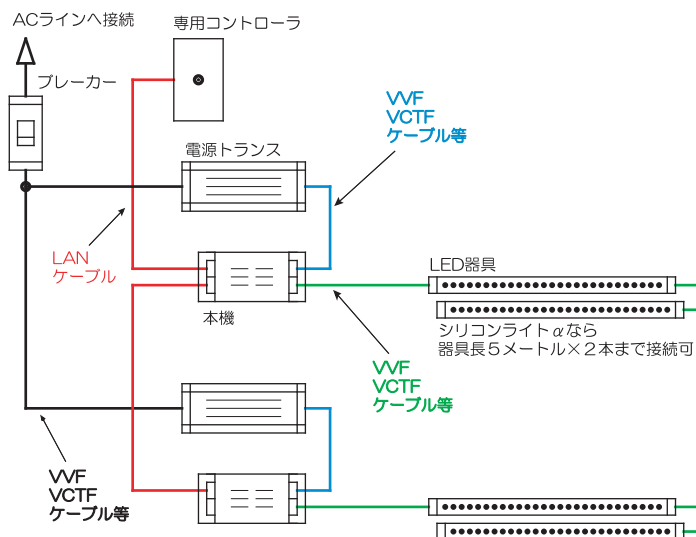 ACラインへ接続
専用コントローラ
ブレーカー
VVF
VCTF
ケーブル等
電源トランス
LAN
ケーブル
LED器具
本機
シリコンライトαなら
器具長5メートル×2本まで接続可
VVF
VCTF
ケーブル等
VVF
VCTF
ケーブル等